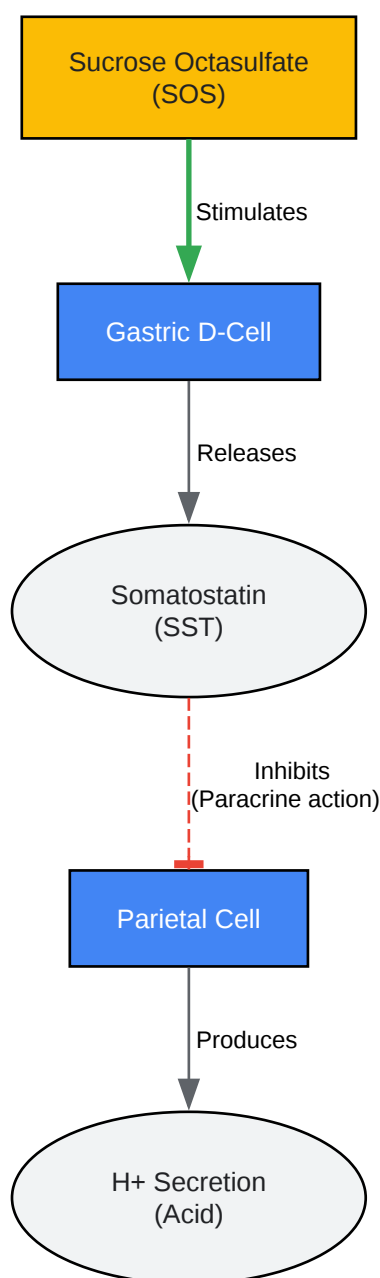 Sucrose Octasulfate
(SOS)
Stimulates
Gastric D-Cell
Releases
Somatostatin
(SST)
Inhibits
(Paracrine action)
Parietal Cell
Produces
H+ Secretion
(Acid)